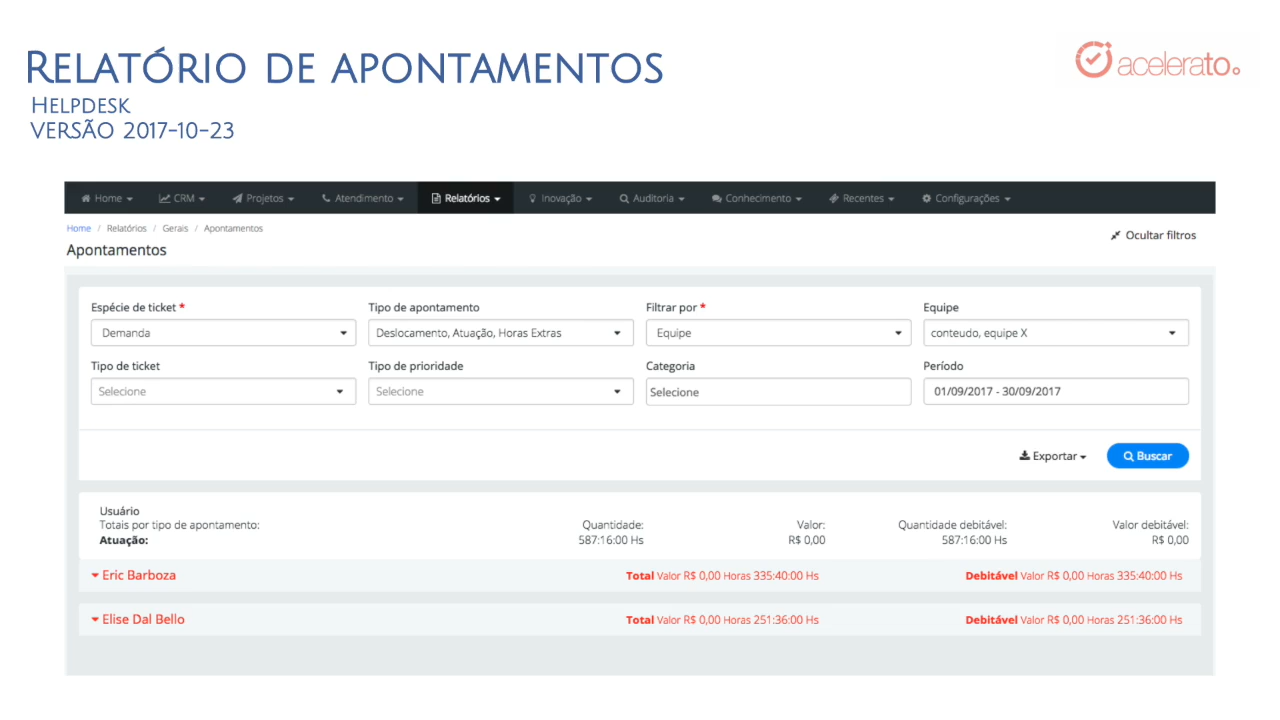 Relatório de apontamentos
Helpdesk
versão 2017-10-23
acelerato
Home CRM Projetos Atendimento Relatórios Inovação Auditoria Conhecimento Recentes Configurações
Home / Relatórios / Gerais / Apontamentos
Ocultar filtros
Apontamentos
Espécie de ticket * Tipo de apontamento Filtrar por * Equipe
Demanda Deslocamento, Atuação, Horas Extras Equipe conteudo, equipe X
Tipo de ticket Tipo de prioridade Categoria Período
Selecione Selecione Selecione 01/09/2017 - 30/09/2017
Exportar Buscar
Usuário
Totais por tipo de apontamento: Quantidade: Valor: Quantidade debitável: Valor debitável:
Atuação: 587:16:00 Hs R$ 0,00 587:16:00 Hs R$ 0,00
Eric Barboza Total Valor R$ 0,00 Horas 335:40:00 Hs Debitável Valor R$ 0,00 Horas 335:40:00 Hs
Elise Dal Bello Total Valor R$ 0,00 Horas 251:36:00 Hs Debitável Valor R$ 0,00 Horas 251:36:00 Hs